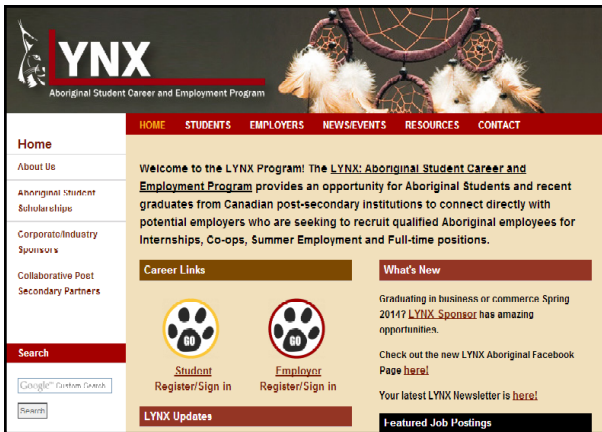 LYNX
Aboriginal Student Career and Employment Program
HOME STUDENTS EMPLOYERS NEWS/EVENTS RESOURCES CONTACT
Home
About Us
Aboriginal Student
Scholarships
Corporate/Industry
Sponsors
Collaborative Post
Secondary Partners
Search
Google™ Custom Search
Search
Welcome to the LYNX Program! The LYNX: Aboriginal Student Career and
Employment Program provides an opportunity for Aboriginal Students and recent
graduates from Canadian post-secondary institutions to connect directly with
potential employers who are seeking to recruit qualified Aboriginal employees for
Internships, Co-ops, Summer Employment and Full-time positions.
Career Links
GO
Student
Register/Sign in
GO
Employor
Register/Sign in
LYNX Updates
What's New
Graduating in business or commerce Spring
2014? LYNX Sponsor has amazing
opportunities.
Check out the new LYNX Aboriginal Facebook
Page here!
Your latest LYNX Newsletter is here!
Featured Job Postings